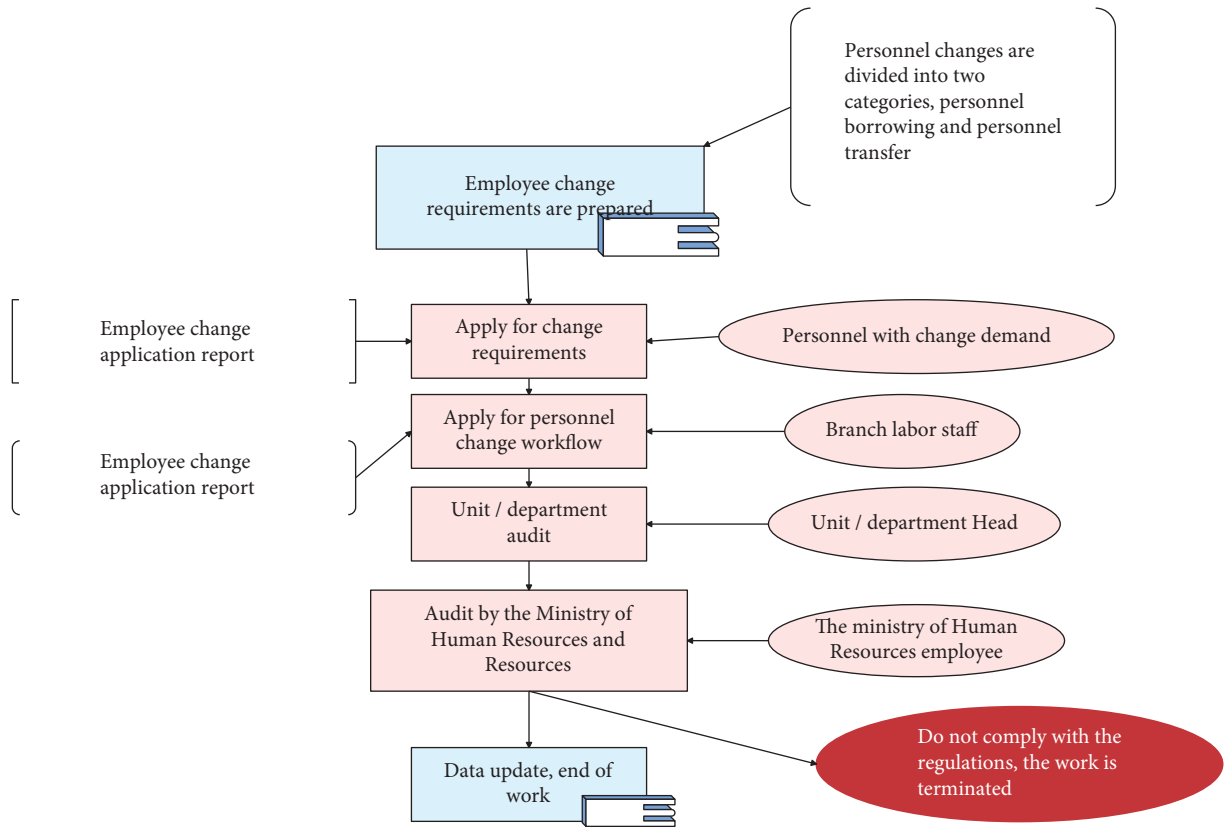 Personnel changes are
divided into two
categories, personnel
borrowing and personnel
transfer
Employee change
requirements are prepared
Employee change
application report
Apply for change
requirements
Personnel with change demand
Employee change
application report
Apply for personnel
change workflow
Branch labor staff
Unit / department
audit
Unit / department Head
Audit by the Ministry of
Human Resources and
Resources
The ministry of Human
Resources employee
Data update, end of
work
Do not comply with the
regulations, the work is
terminated